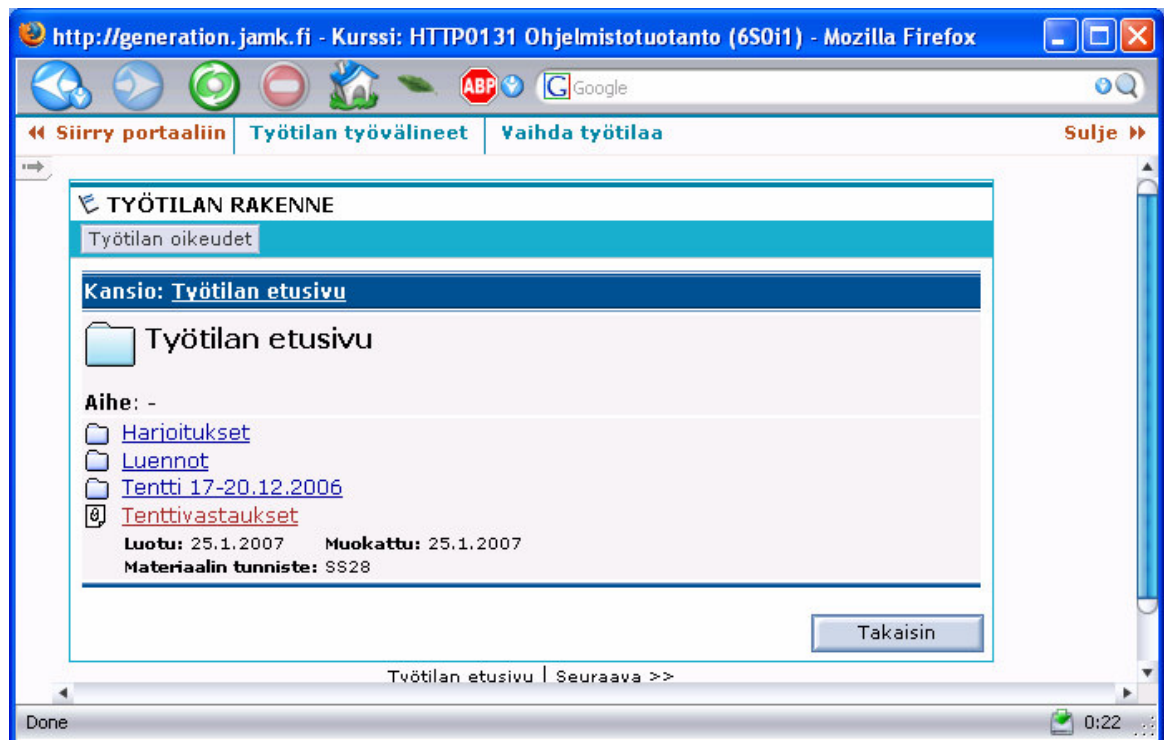 http://generation.jamk.fi - Kurssi: HTTP0131 Ohjelmistotuotanto (6S0i1) - Mozilla Firefox
ABP G Google
Siirry portaaliin Työtilan työvälineet Vaihda työtilaa Sulje
TYÖTILAN RAKENNE
Työtilan oikeudet
Kansio: Työtilan etusivu
Työtilan etusivu
Aihe: -
Harjoitukset
Luennot
Tentti 17-20.12.2006
Tenttivastaukset
Luotu: 25.1.2007 Muokattu: 25.1.2007
Materiaalin tunniste: SS28
Takaisin
Työtilan etusivu | Seuraava >>
Done 0:22